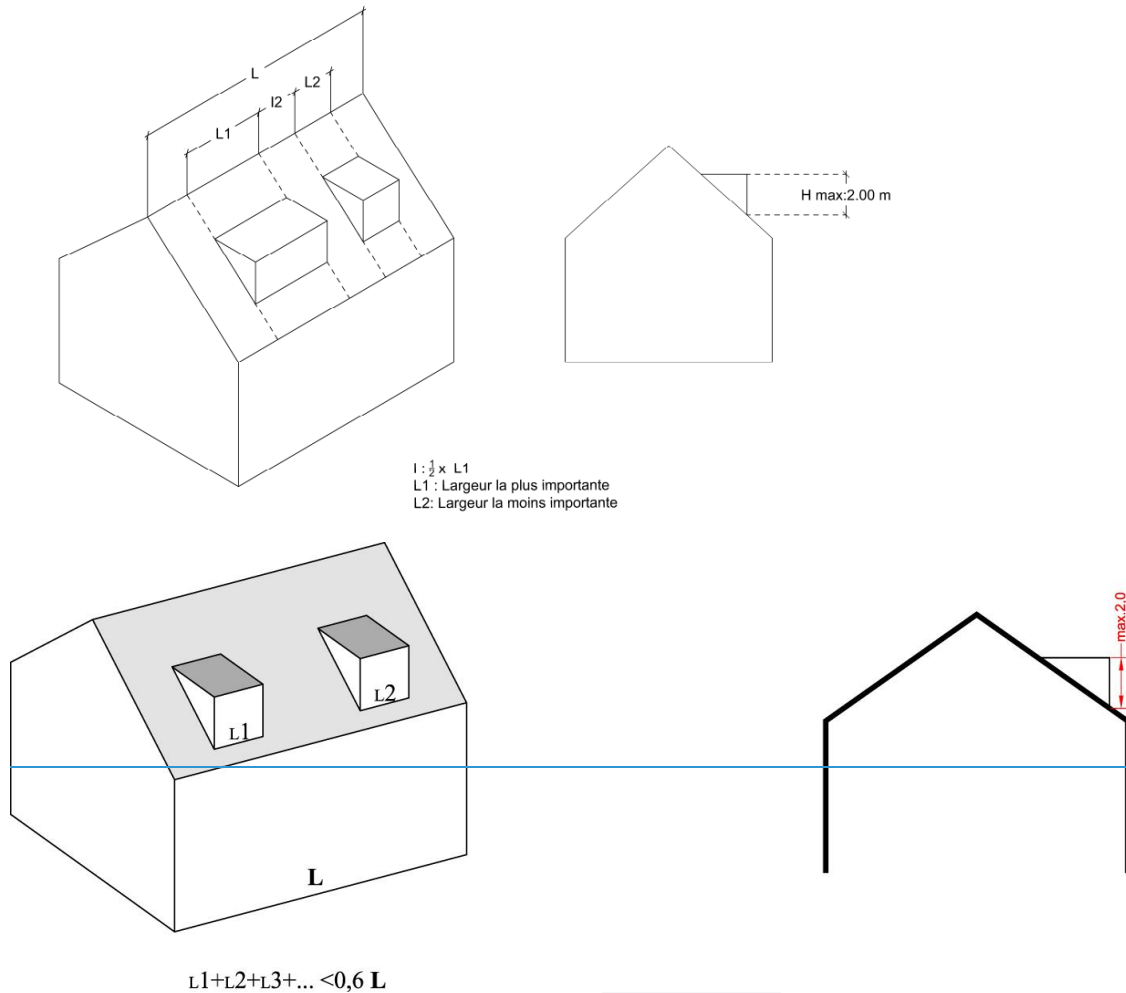 L
L2
l2
L1
H max:2.00 m
l : ½ x L1
L1 : Largeur la plus importante
L2: Largeur la moins importante
max.2.0
L1
L2
L
L1+L2+L3+... <0,6 L